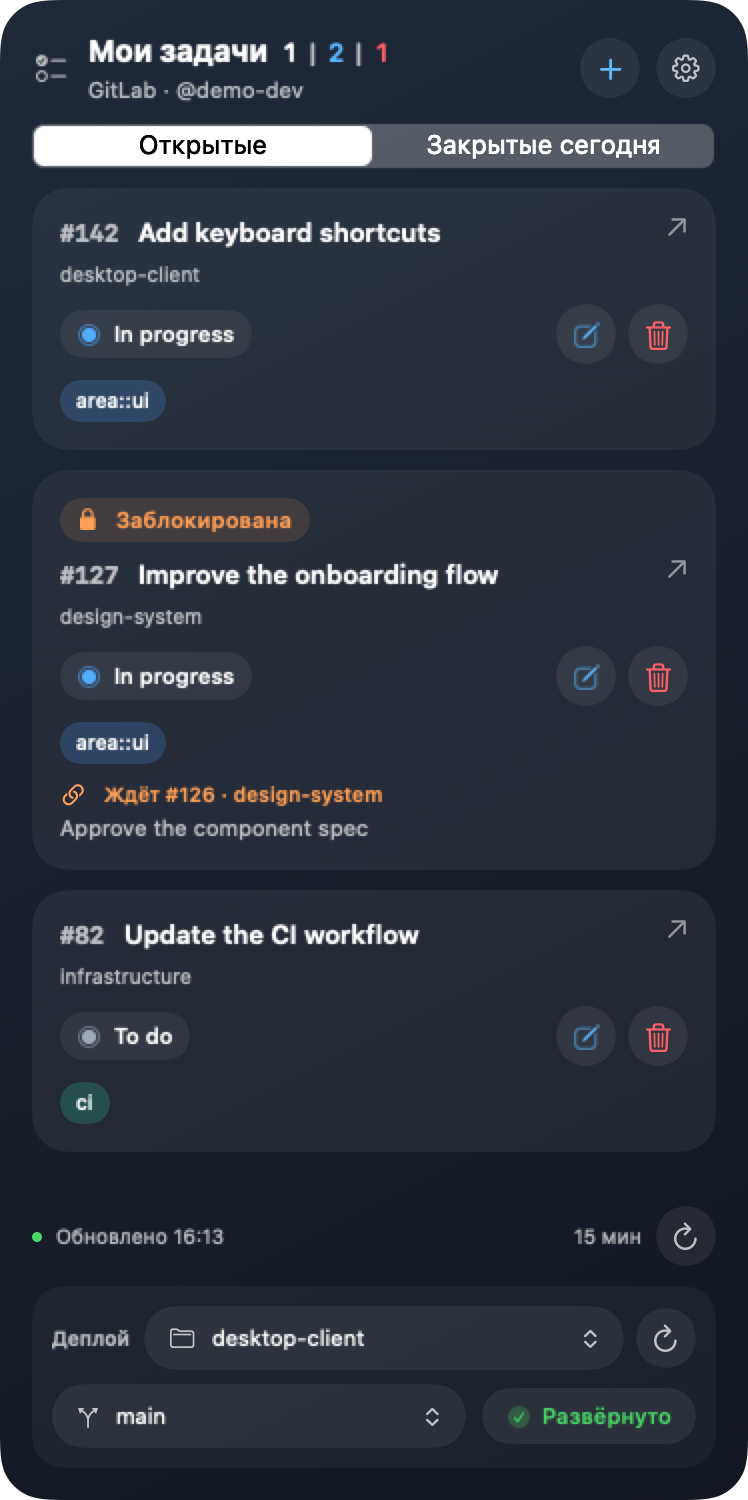 Мои задачи 1 | 2 | 1
GitLab · @demo-dev
Открытые Закрытые сегодня
#142 Add keyboard shortcuts
desktop-client
In progress
area::ui
Заблокирована
#127 Improve the onboarding flow
design-system
In progress
area::ui
Ждёт #126 · design-system
Approve the component spec
#82 Update the CI workflow
infrastructure
To do
ci
Обновлено 16:13 15 мин
Деплой desktop-client
main Развёрнуто